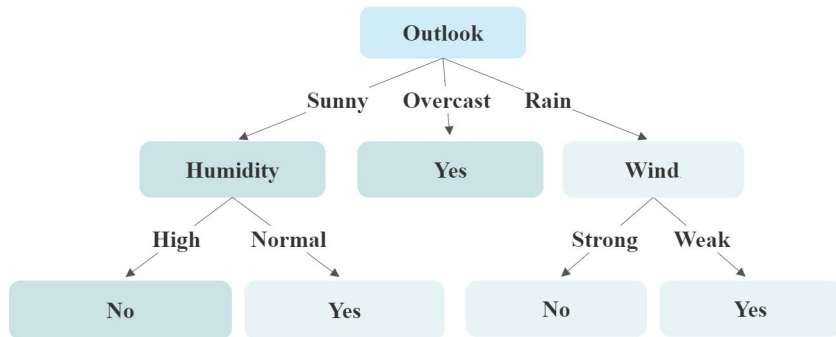 Outlook
Sunny Overcast Rain
Humidity Yes Wind
High Normal Strong Weak
No Yes No Yes